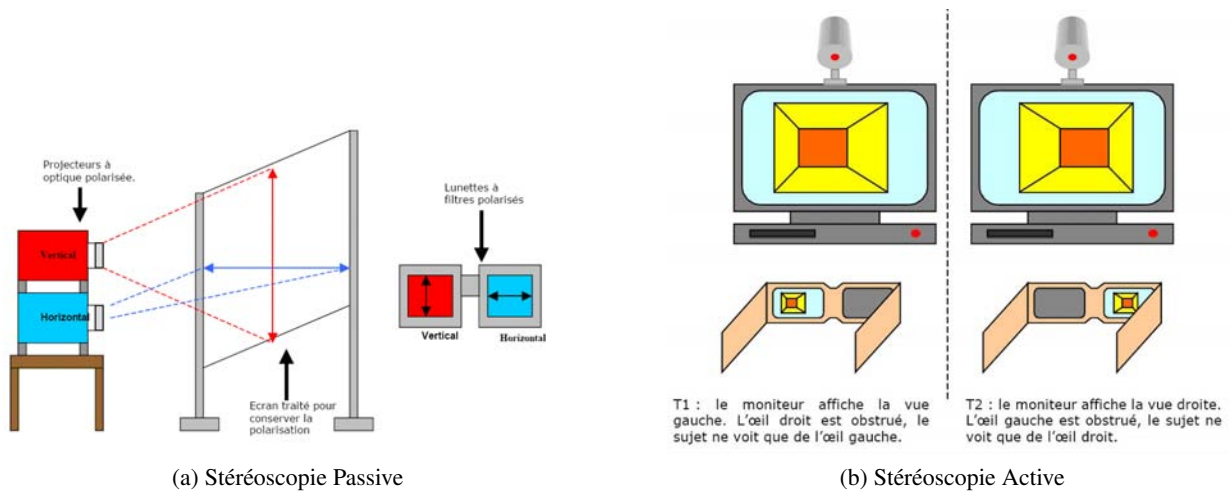 Projecteurs à
optique polarisée.
Vertical
Horizontal
Ecran traité pour
conserver la
polarisation
Lunettes à
filtres polarisés
Vertical
Horizontal
(a) Stéréoscopie Passive
T1 : le moniteur affiche la vue
gauche. L'œil droit est obstrué, le
sujet ne voit que de l'œil gauche.
T2 : le moniteur affiche la vue droite.
L'œil gauche est obstrué, le sujet ne
voit que de l'œil droit.
(b) Stéréoscopie Active